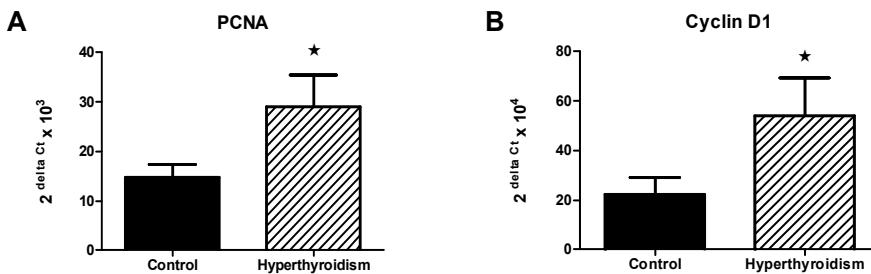 A
PCNA
2 delta Ct x 10³
40
30
20
10
0
Control
Hyperthyroidism
B
Cyclin D1
2 delta Ct x 10⁴
80
60
40
20
0
Control
Hyperthyroidism